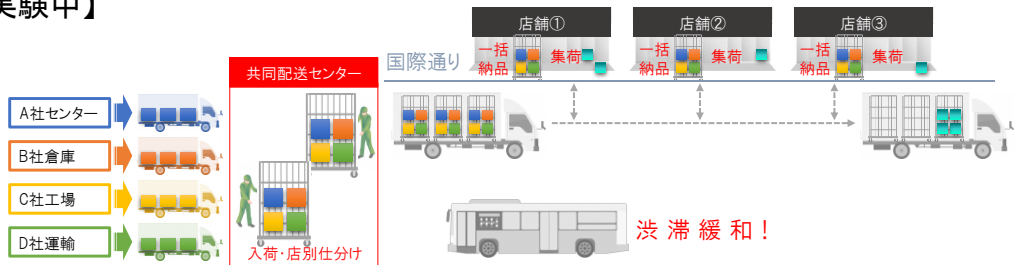 実験中】
A社センター
B社倉庫
C社工場
D社運輸
共同配送センター
入荷・店別仕分け
国際通り
店舗①
一括
納品
集荷
店舗②
一括
納品
集荷
店舗③
一括
納品
集荷
渋滞緩和！